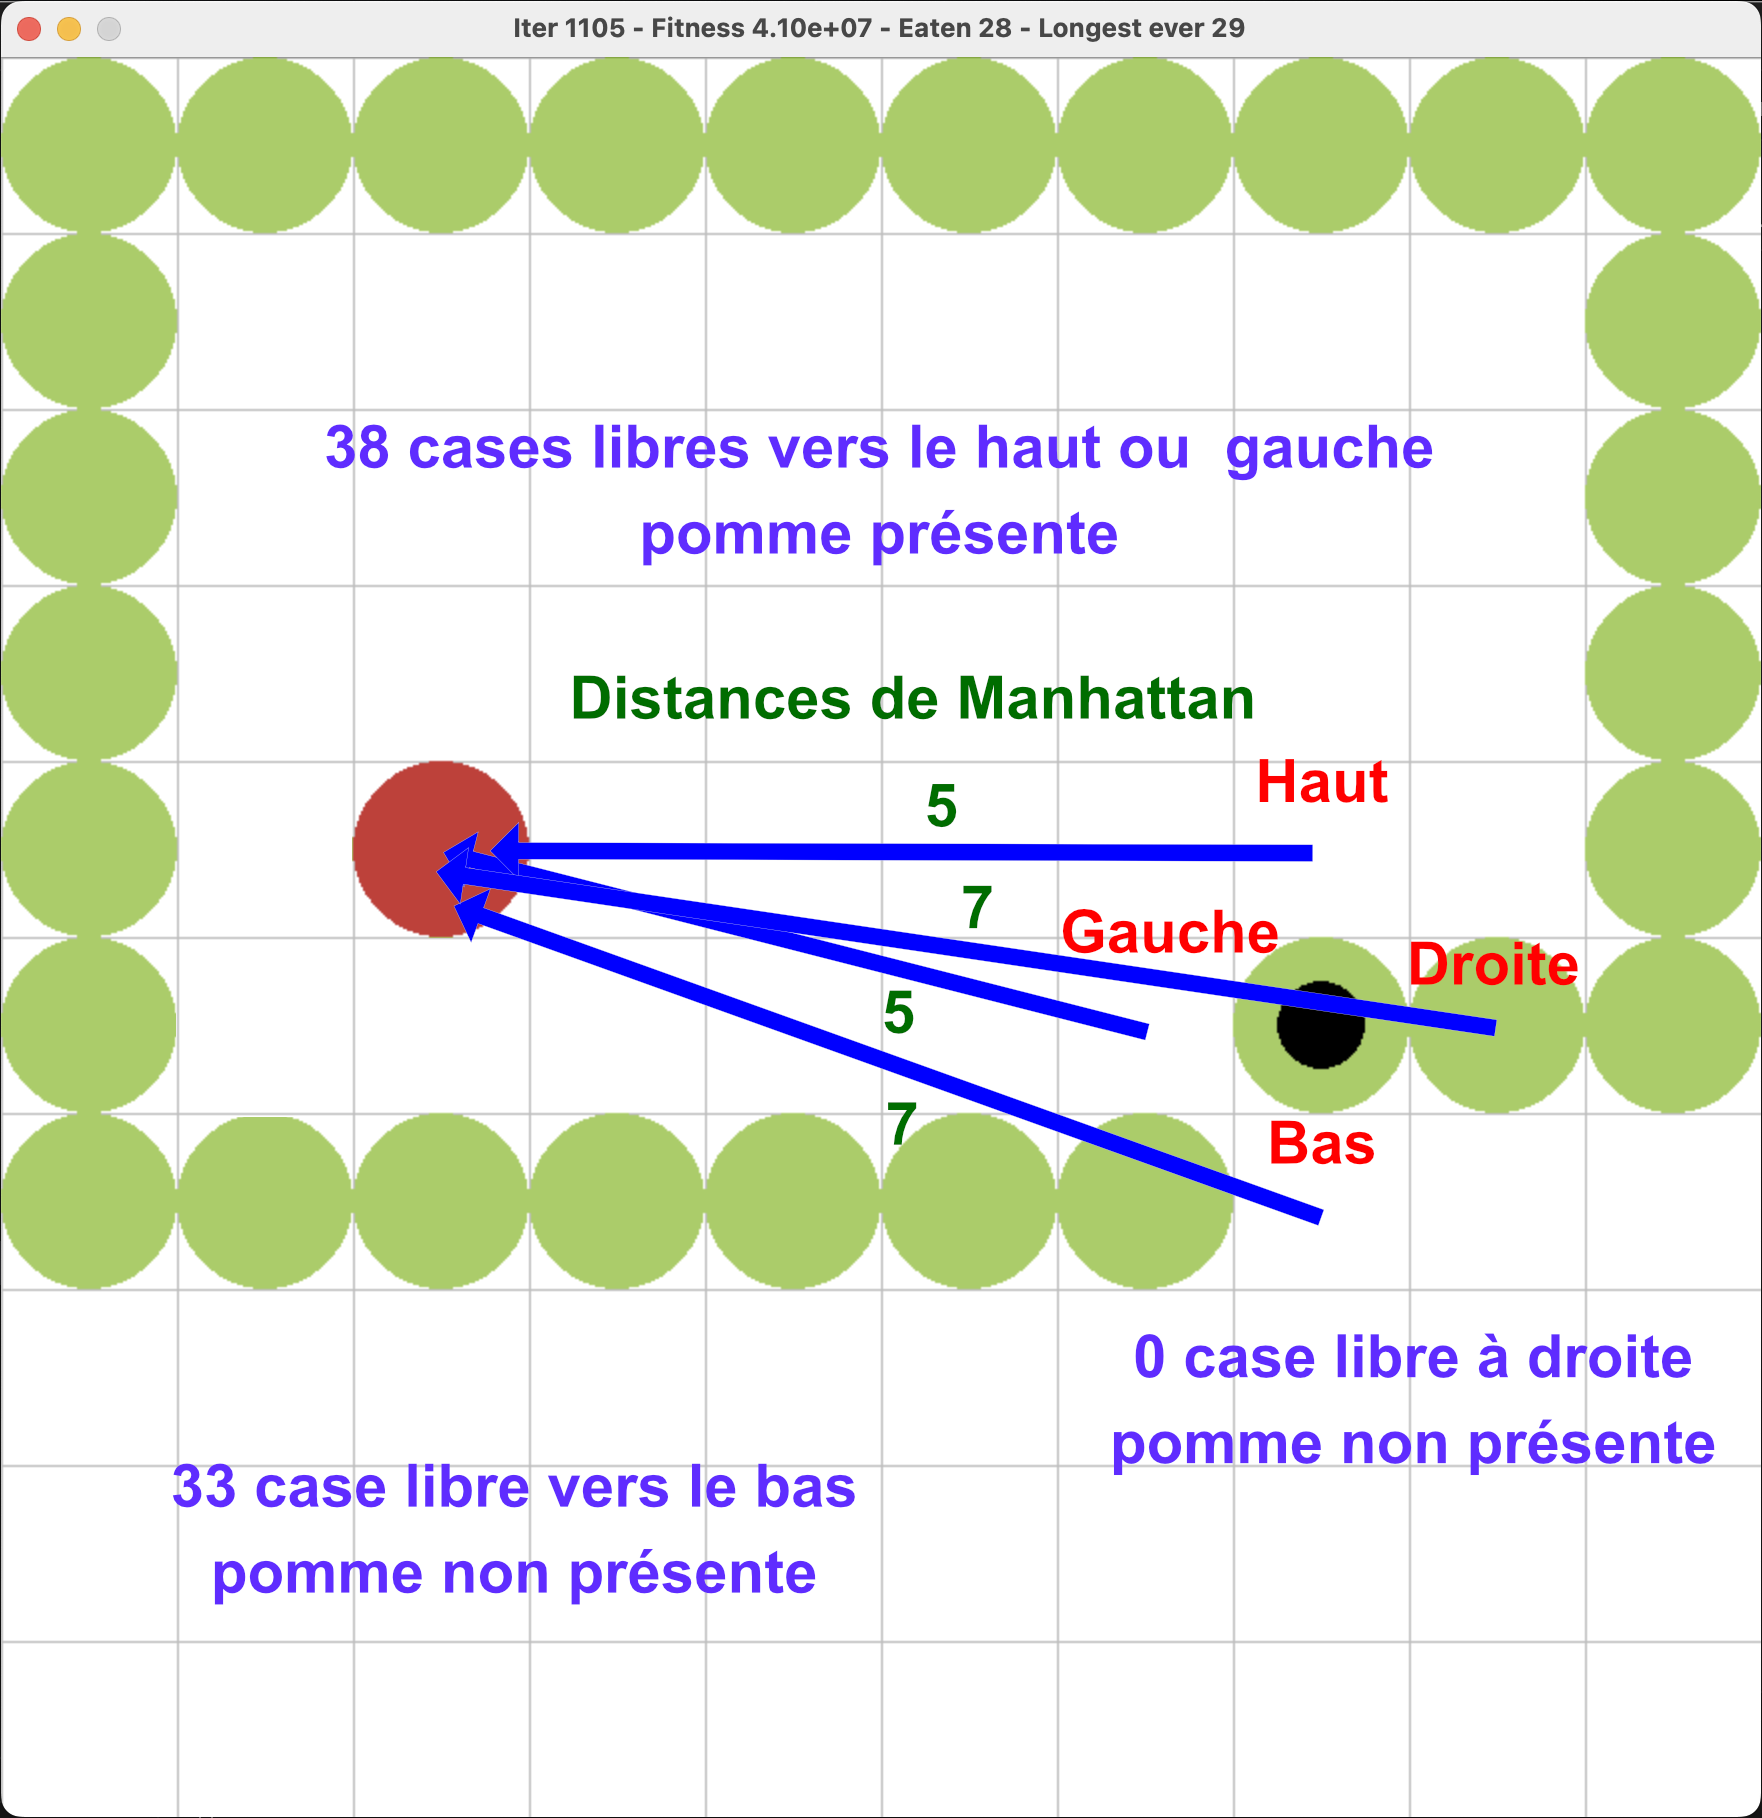 Iter 1105 - Fitness 4.10e+07 - Eaten 28 - Longest ever 29
38 cases libres vers le haut ou  gauche
pomme présente
Distances de Manhattan
Haut
5
7
Gauche
Droite
5
7
Bas
0 case libre à droite
pomme non présente
33 case libre vers le bas
pomme non présente